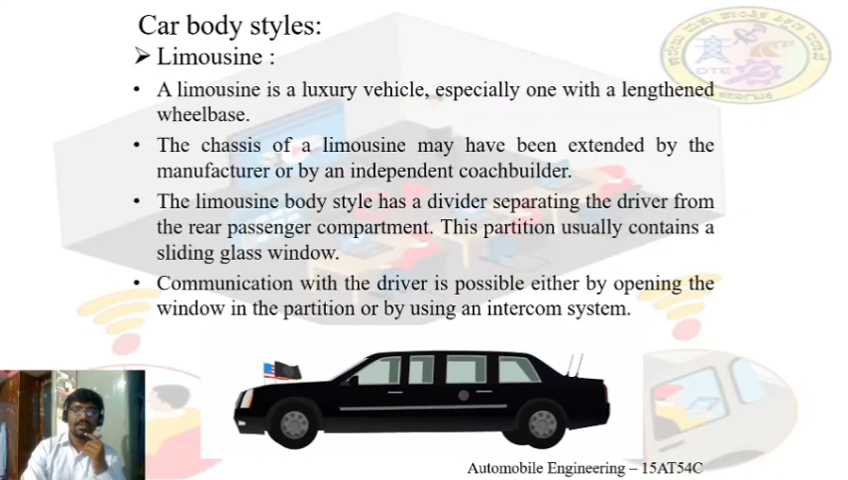 Car body styles:
➢ Limousine :
• A limousine is a luxury vehicle, especially one with a lengthened
wheelbase.
• The chassis of a limousine may have been extended by the
manufacturer or by an independent coachbuilder.
• The limousine body style has a divider separating the driver from
the rear passenger compartment. This partition usually contains a
sliding glass window.
• Communication with the driver is possible either by opening the
window in the partition or by using an intercom system.
DTE
Automobile Engineering – 15AT54C